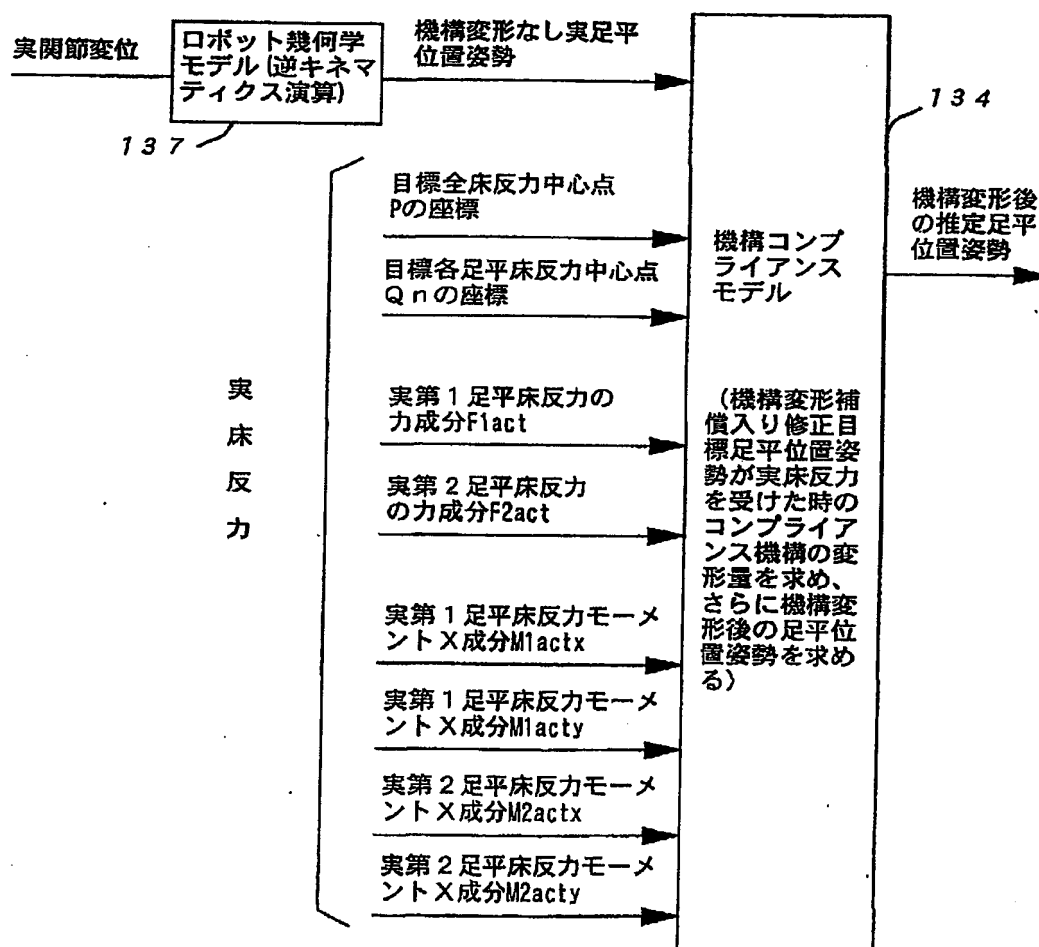 実関節変位
ロボット幾何学
モデル(逆キネマ
ティクス演算)
137
機構変形なし実足平
位置姿勢
134
目標全床反力中心点
Pの座標
目標各足平床反力中心点
Qnの座標
機構コンプ
ライアンス
モデル
機構変形後
の推定足平
位置姿勢
実床反力
実第1足平床反力の
力成分F1act
実第2足平床反力
の力成分F2act
実第1足平床反力モーメ
ントX成分M1actx
実第1足平床反力モーメ
ントX成分M1acty
実第2足平床反力モーメ
ントX成分M2actx
実第2足平床反力モーメ
ントX成分M2acty
(機構変形補
償入り修正目
標足平位置姿
勢が実床反力
を受けた時の
コンプライア
ンス機構の変
形量を求め、
さらに機構変
形後の足平位
置姿勢を求め
る)